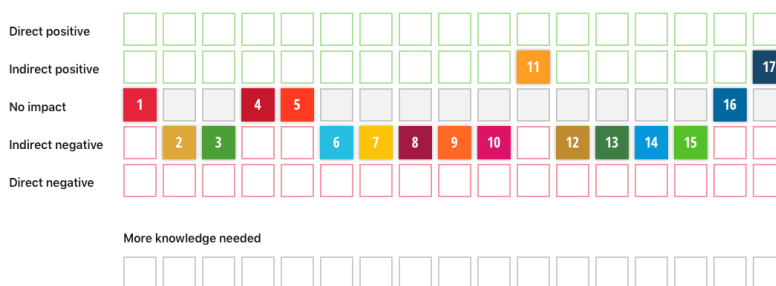 Direct positive
Indirect positive 11 17
No impact 1 4 5 16
Indirect negative 2 3 6 7 8 9 10 12 13 14 15
Direct negative
More knowledge needed